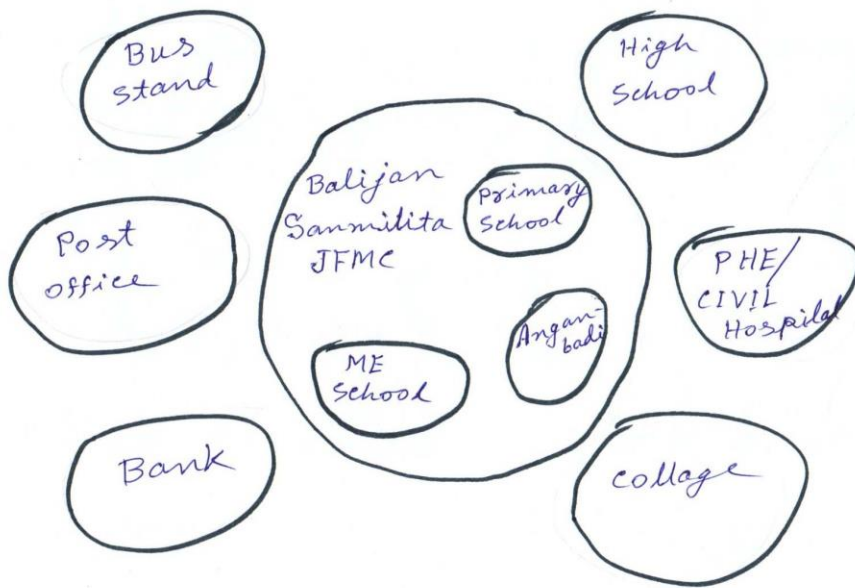 Bus
stand
High
School
Balijan
Sanmilita
JFMC
Primary
School
Post
office
PHE/
CIVIL
Hospilal
Angan-
badi
ME
School
Bank
Collage